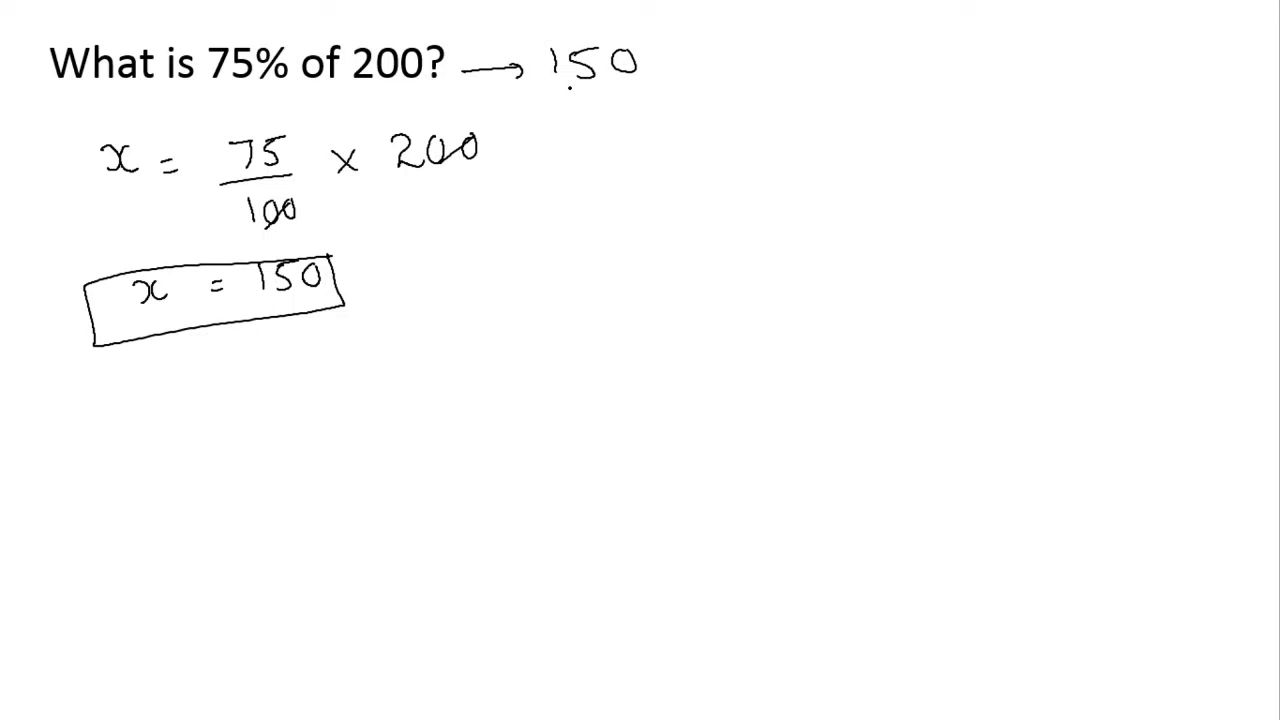 What is 75% of 200? → 150
x = 75/100 × 200
x = 150